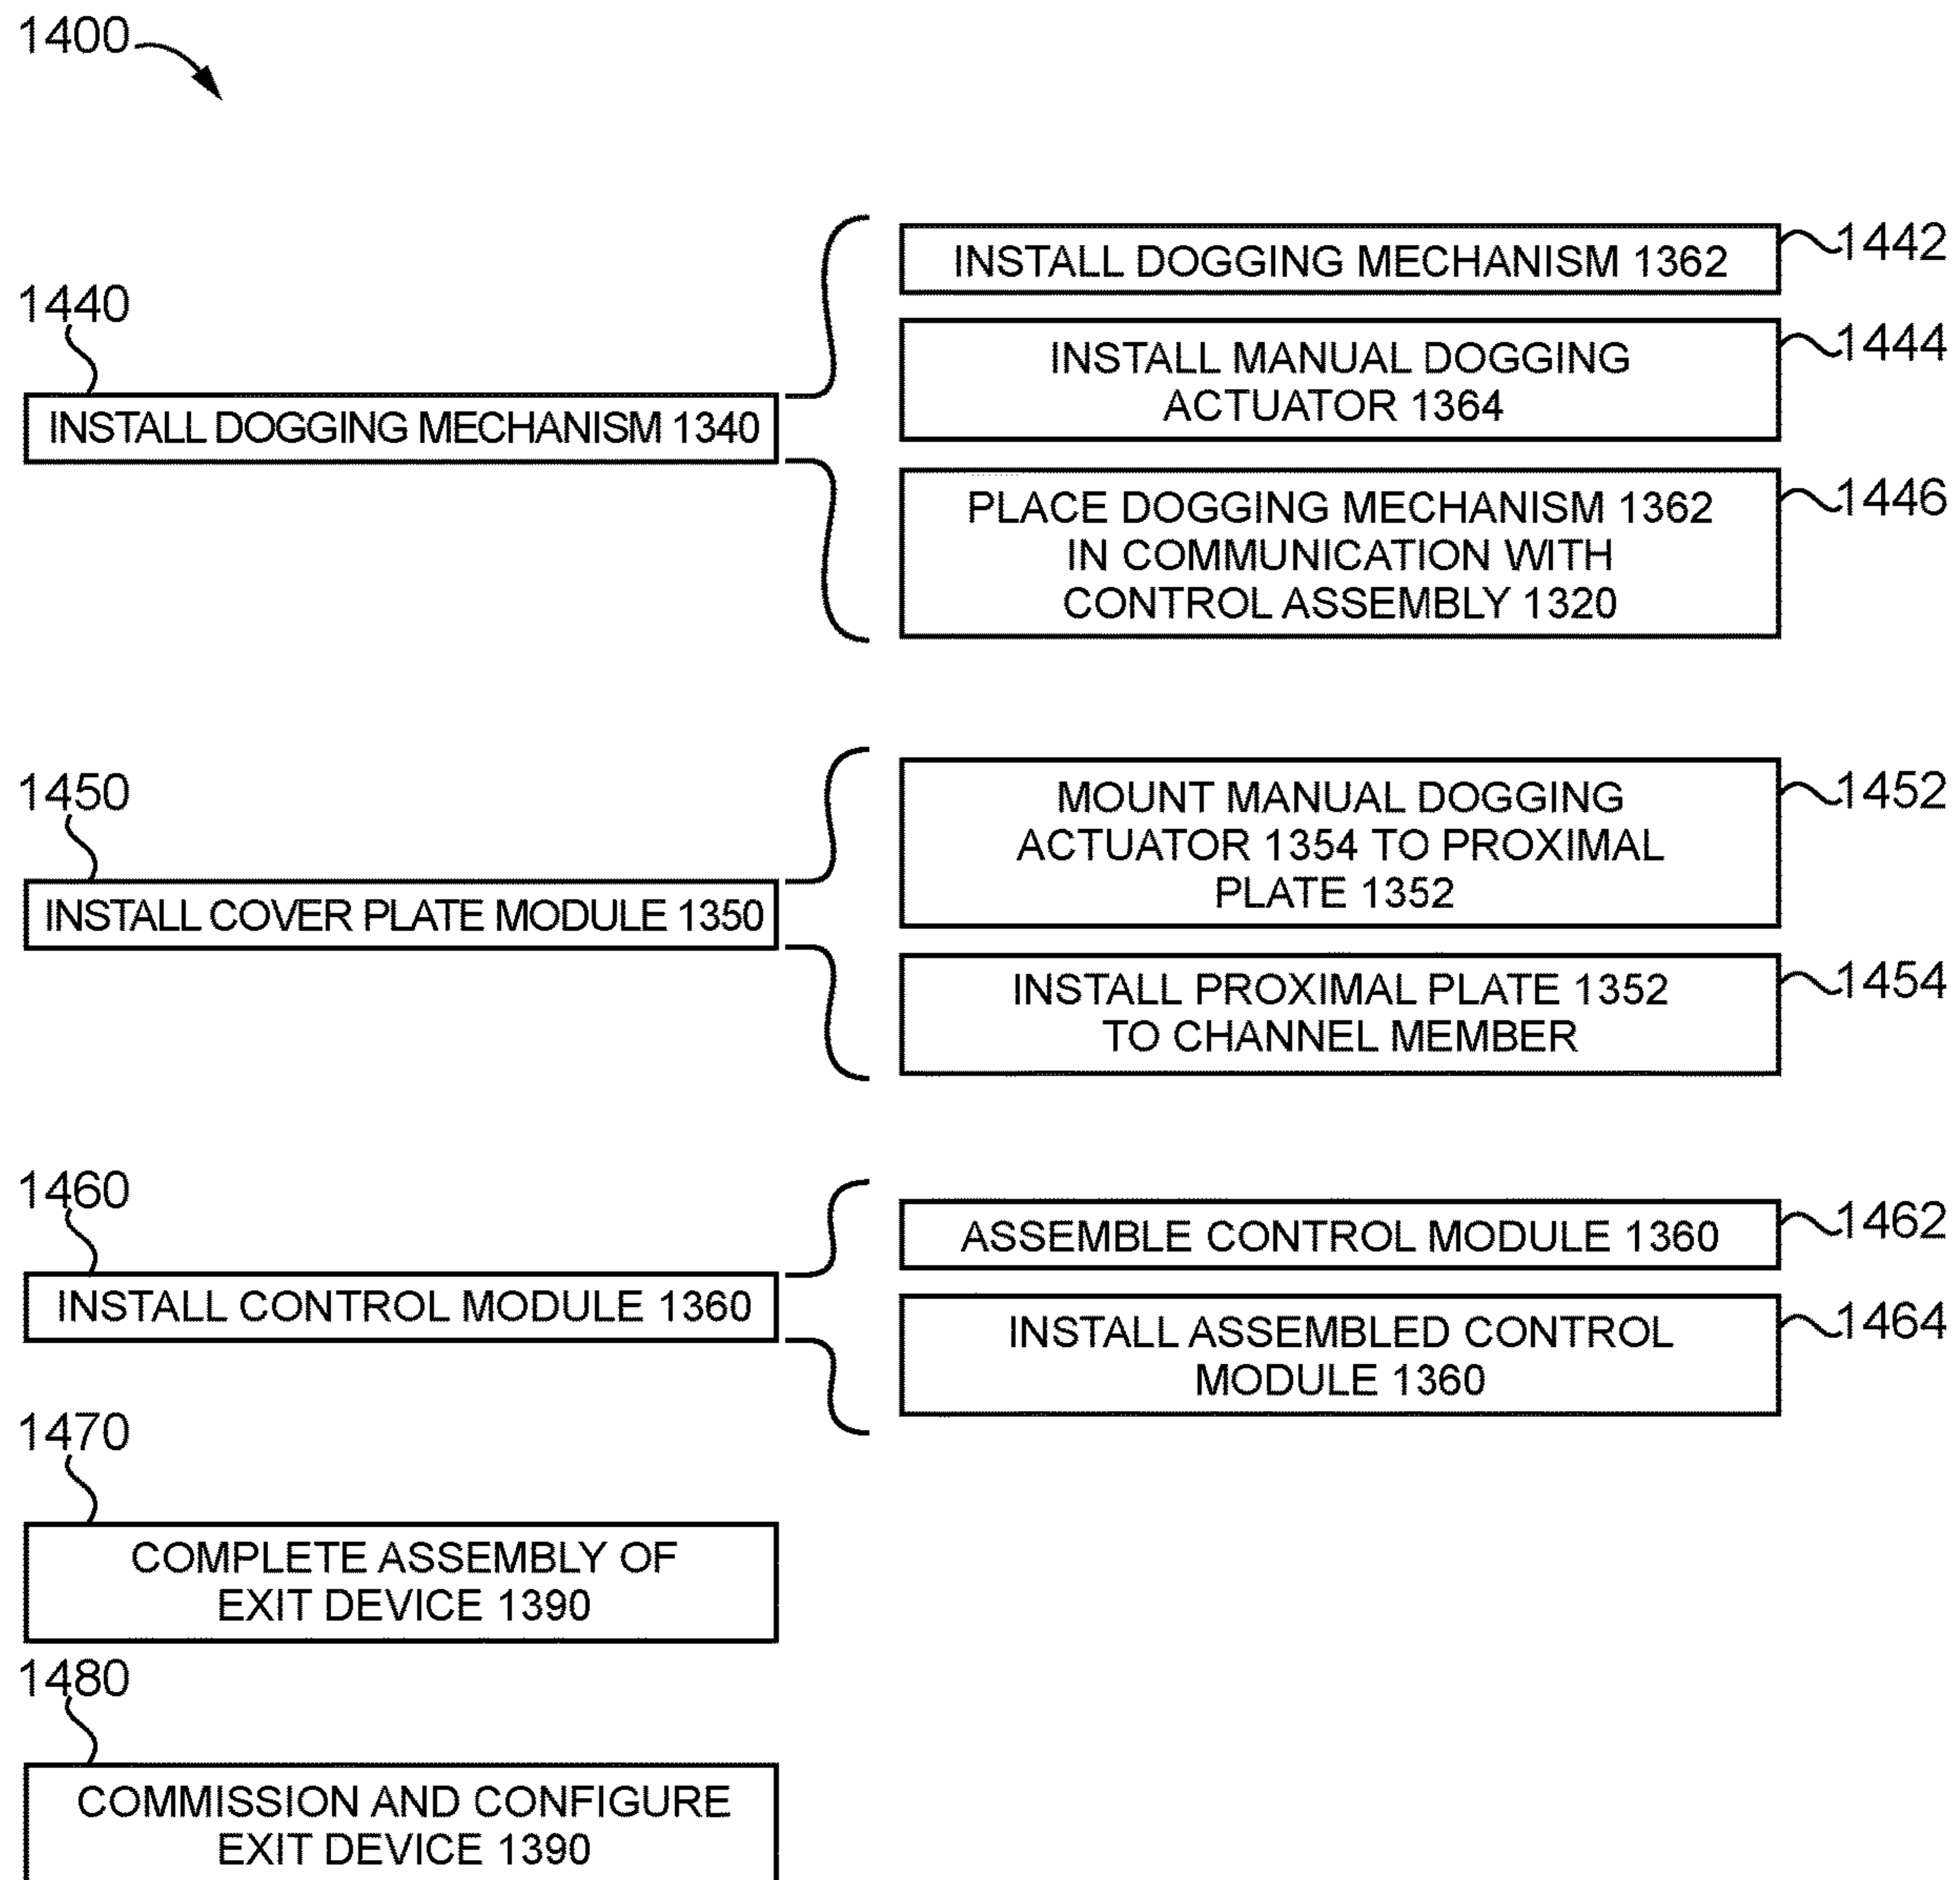 1400
1440
INSTALL DOGGING MECHANISM 1340
INSTALL DOGGING MECHANISM 1362
1442
INSTALL MANUAL DOGGING
ACTUATOR 1364
1444
PLACE DOGGING MECHANISM 1362
IN COMMUNICATION WITH
CONTROL ASSEMBLY 1320
1446
1450
INSTALL COVER PLATE MODULE 1350
MOUNT MANUAL DOGGING
ACTUATOR 1354 TO PROXIMAL
PLATE 1352
1452
INSTALL PROXIMAL PLATE 1352
TO CHANNEL MEMBER
1454
1460
INSTALL CONTROL MODULE 1360
ASSEMBLE CONTROL MODULE 1360
1462
INSTALL ASSEMBLED CONTROL
MODULE 1360
1464
1470
COMPLETE ASSEMBLY OF
EXIT DEVICE 1390
1480
COMMISSION AND CONFIGURE
EXIT DEVICE 1390